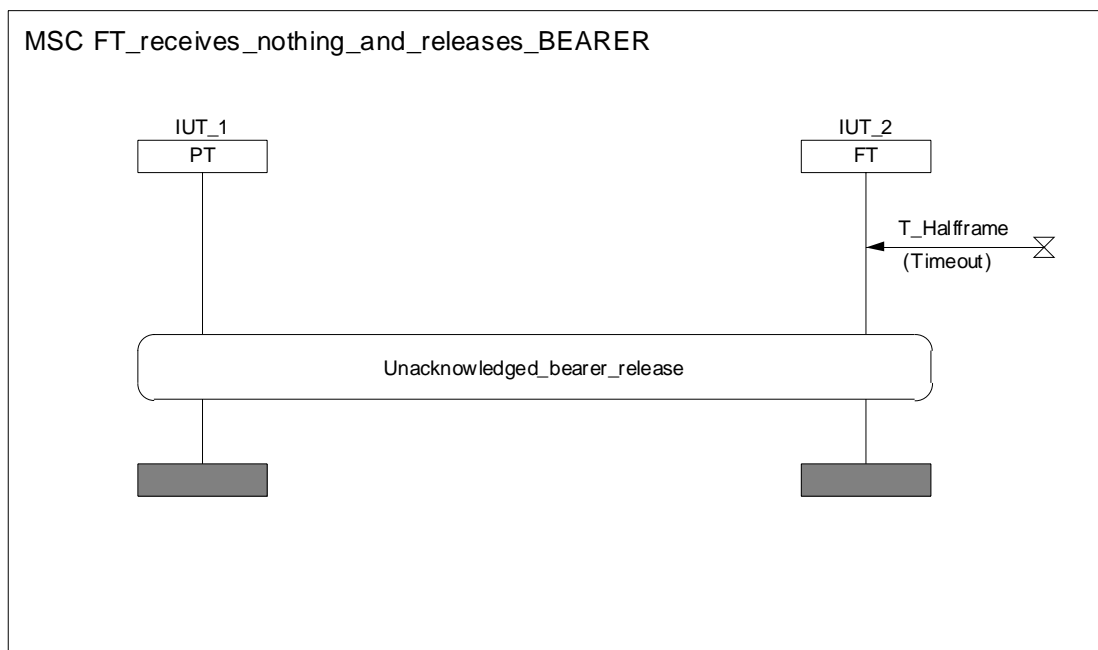 MSC FT_receives_nothing_and_releases_BEARER
IUT_1
IUT_2
PT
FT
T_Halfframe
(Timeout)
Unacknowledged_bearer_release